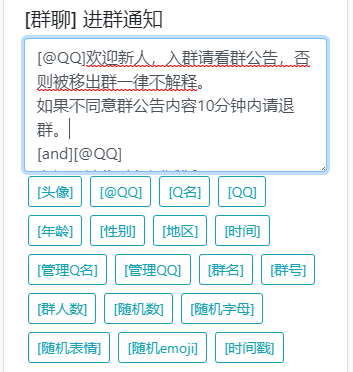 [群聊] 进群通知
[@QQ]欢迎新人，入群请看群公告，否
则被移出群一律不解释。
如果不同意群公告内容10分钟内请退
群。
[and][@QQ]
[头像] [@QQ] [Q名] [QQ]
[年龄] [性别] [地区] [时间]
[管理Q名] [管理QQ] [群名] [群号]
[群人数] [随机数] [随机字母]
[随机表情] [随机emoji] [时间戳]